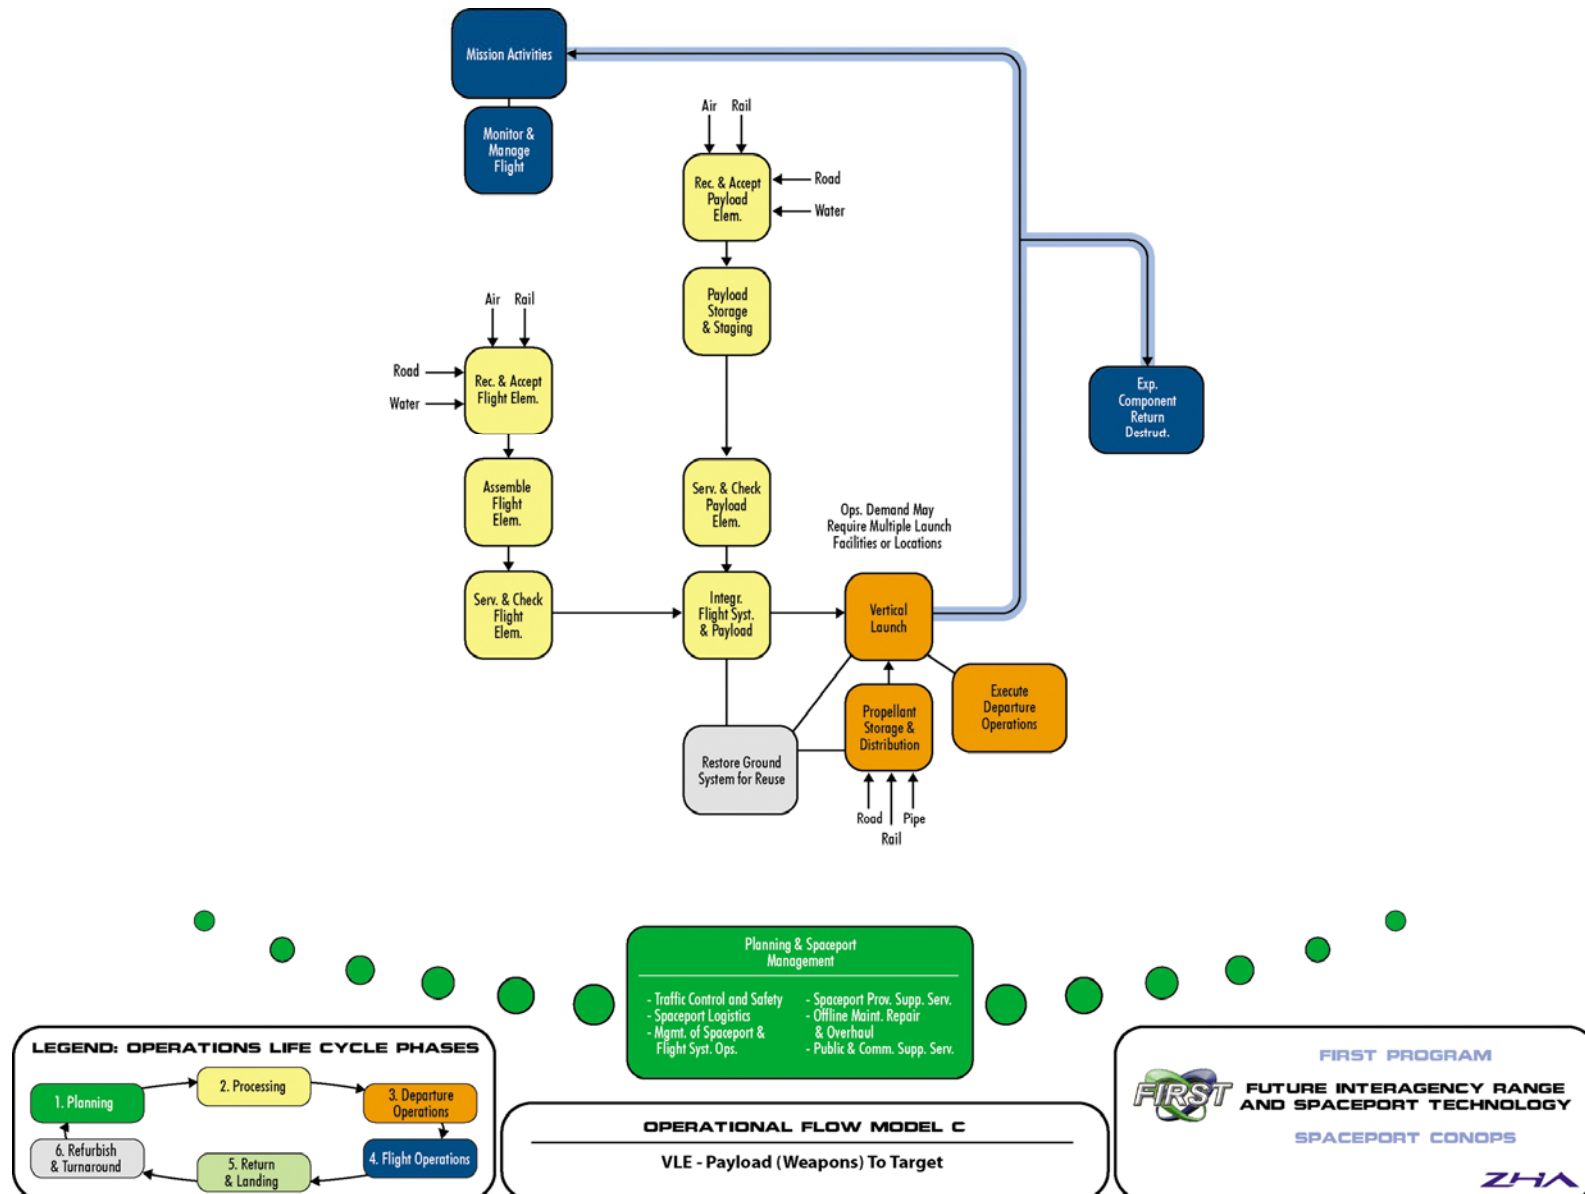 Mission Activities
Monitor &
Manage
Flight
Air Rail
Rec. & Accept
Payload
Elem.
Road
Water
Payload
Storage
& Staging
Air Rail
Road
Water
Rec. & Accept
Flight Elem.
Exp.
Component
Return
Destruct.
Assemble
Flight
Elem.
Serv. & Check
Payload
Elem.
Ops. Demand May
Require Multiple Launch
Facilities or Locations
Serv. & Check
Flight
Elem.
Integr.
Flight Syst.
& Payload
Vertical
Launch
Execute
Departure
Operations
Propellant
Storage &
Distribution
Restore Ground
System for Reuse
Road Pipe
Rail
Planning & Spaceport
Management
- Traffic Control and Safety
- Spaceport Logistics
- Mgmt. of Spaceport &
Flight Syst. Ops.
- Spaceport Prov. Supp. Serv.
- Offline Maint. Repair
& Overhaul
- Public & Comm. Supp. Serv.
LEGEND: OPERATIONS LIFE CYCLE PHASES
1. Planning
2. Processing
3. Departure
Operations
4. Flight Operations
5. Return
& Landing
6. Refurbish
& Turnaround
OPERATIONAL FLOW MODEL C
VLE - Payload (Weapons) To Target
FIRST PROGRAM
FIRST
FUTURE INTERAGENCY RANGE
AND SPACEPORT TECHNOLOGY
SPACEPORT CONOPS
ZHA